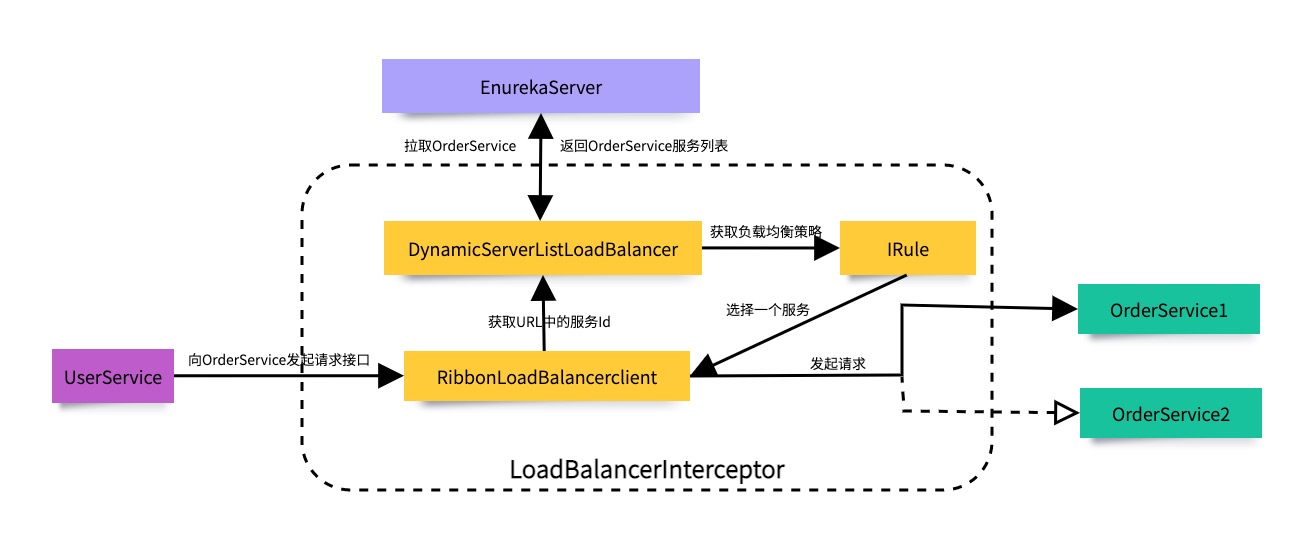 EnurekaServer
拉取OrderService
返回OrderService服务列表
DynamicServerListLoadBalancer
获取负载均衡策略
IRule
获取URL中的服务Id
选择一个服务
OrderService1
向OrderService发起请求接口
UserService
RibbonLoadBalancerclient
发起请求
OrderService2
LoadBalancerInterceptor